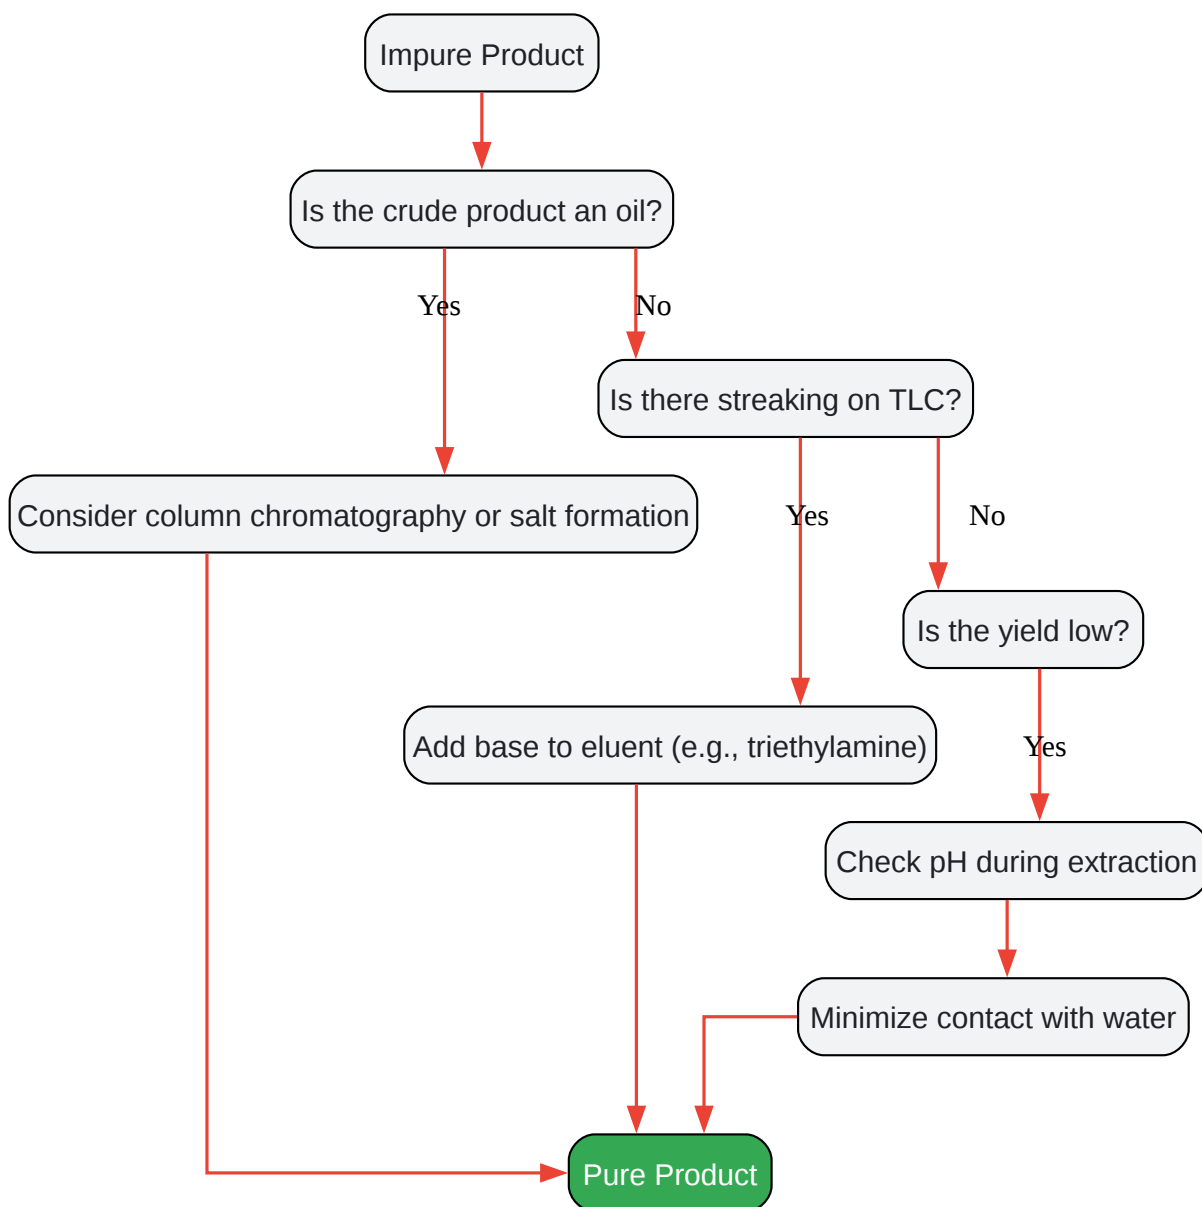 Impure Product
Is the crude product an oil?
Yes
No
Is there streaking on TLC?
Consider column chromatography or salt formation
Yes
No
Is the yield low?
Add base to eluent (e.g., triethylamine)
Yes
Check pH during extraction
Minimize contact with water
Pure Product